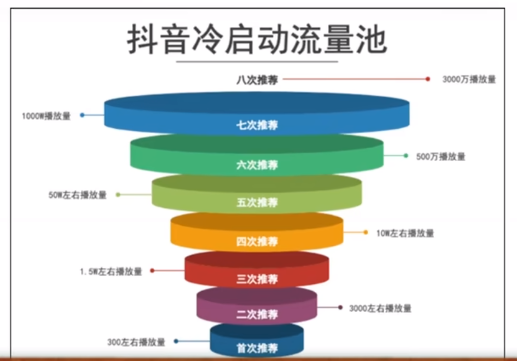 抖音冷启动流量池
八次推荐
3000万播放量
1000W播放量
七次推荐
六次推荐
500万播放量
50W左右播放量
五次推荐
四次推荐
10W左右播放量
1.5W左右播放量
三次推荐
二次推荐
3000左右播放量
300左右播放量
首次推荐